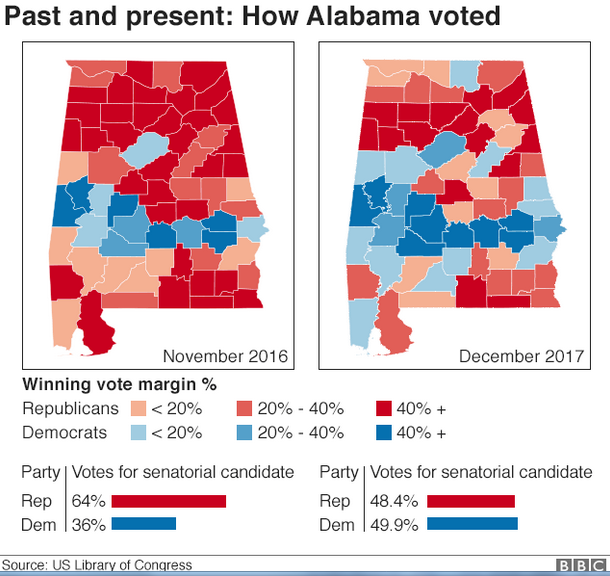 Past and present: How Alabama voted
November 2016
December 2017
Winning vote margin %
Republicans < 20% 20% - 40% 40% +
Democrats < 20% 20% - 40% 40% +
Party Votes for senatorial candidate
Rep 64%
Dem 36%
Party Votes for senatorial candidate
Rep 48.4%
Dem 49.9%
Source: US Library of Congress
BBC